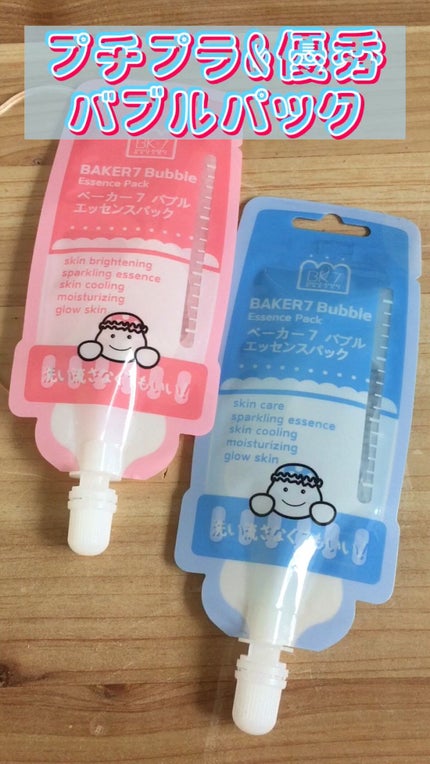 プチプラ&優秀
バブルパック
BK7
BAKER7 Bubble
Essence Pack
ベーカー7 バブル
エッセンスパック
skin brightening
sparkling essence
skin cooling
moisturizing
glow skin
洗い流さなくてもいい!
BK7
BAKER7 Bubble
Essence Pack
ベーカー7 バブル
エッセンスパック
skin care
sparkling essence
skin cooling
moisturizing
glow skin
洗い流さなくてもいい!